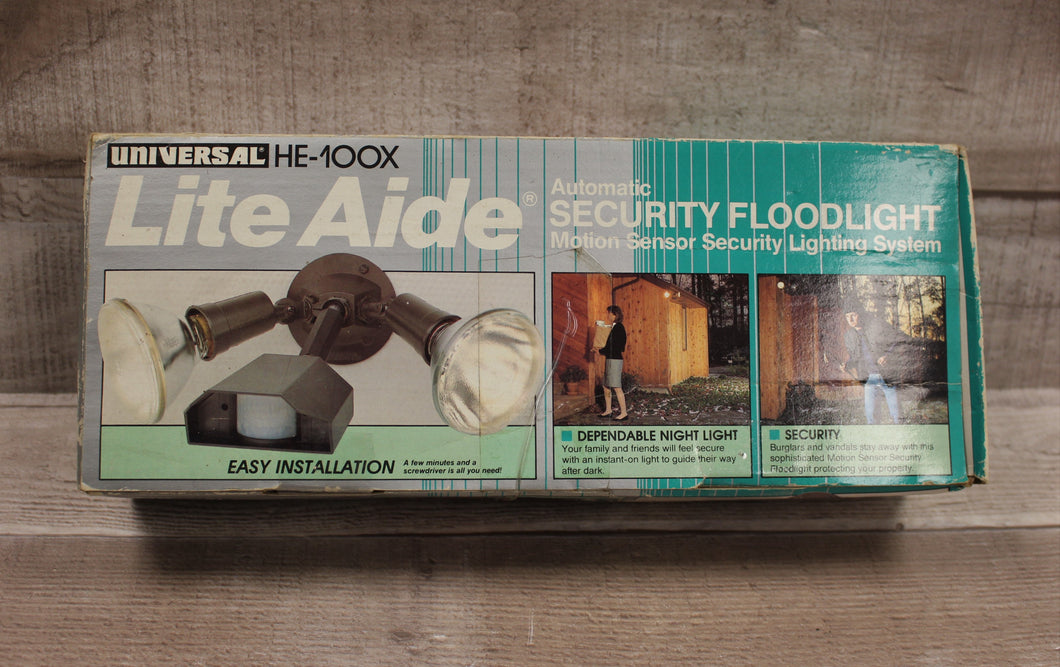 UNIVERSAL HE-100X
Lite Aide®
Automatic
SECURITY FLOODLIGHT
Motion Sensor Security Lighting System
EASY INSTALLATION
A few minutes and a
screwdriver is all you need!
DEPENDABLE NIGHT LIGHT
Your family and friends will feel secure
with an instant-on light to guide their way
after dark.
SECURITY
Burglars and vandals stay away with this
sophisticated Motion Sensor Security
Floodlight protecting your property.